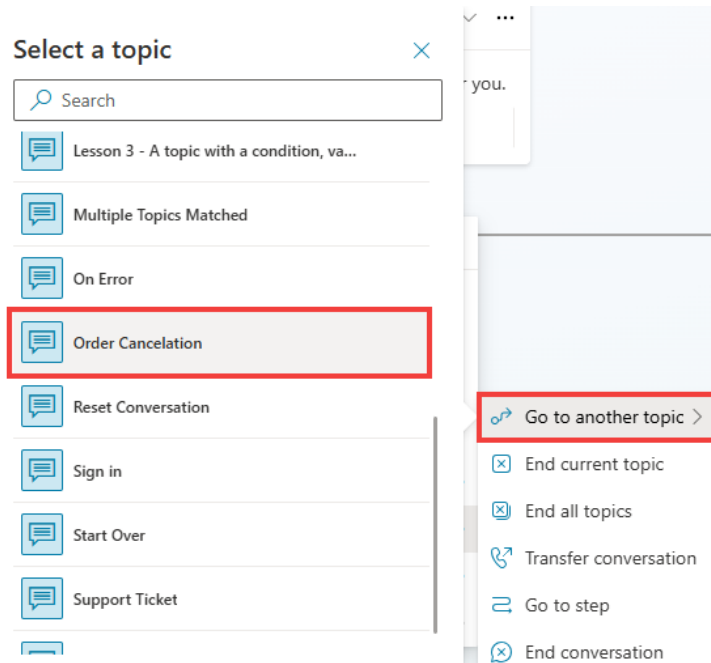 Select a topic
Search
Lesson 3 - A topic with a condition, va...
Multiple Topics Matched
On Error
Order Cancelation
Reset Conversation
Sign in
Start Over
Support Ticket
you.
Go to another topic
End current topic
End all topics
Transfer conversation
Go to step
End conversation